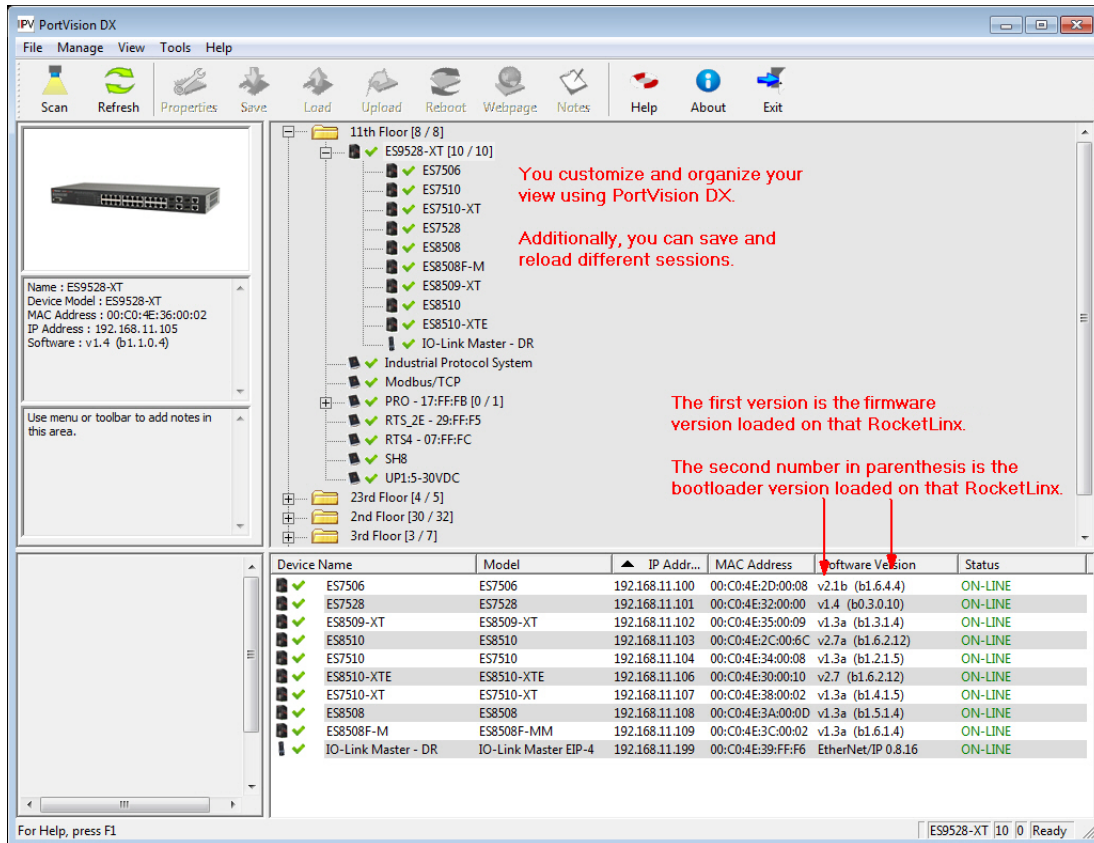 IPV PortVision DX
File Manage View Tools Help
Scan Refresh Properties Save Load Upload Reboot Webpage Notes Help About Exit
11th Floor [8 / 8]
ES9528-XT [10 / 10]
ES7506
ES7510
ES7510-XT
ES7528
ES8508
ES8508F-M
ES8509-XT
ES8510
ES8510-XTE
IO-Link Master - DR
Industrial Protocol System
Modbus/TCP
PRO - 17:FF:FB [0 / 1]
RTS_2E - 29:FF:F5
RTS4 - 07:FF:FC
SH8
UP1:5-30VDC
23rd Floor [4 / 5]
2nd Floor [30 / 32]
3rd Floor [3 / 7]
You customize and organize your
view using PortVision DX.
Additionally, you can save and
reload different sessions.
The first version is the firmware
version loaded on that RocketLinx.
The second number in parenthesis is the
bootloader version loaded on that RocketLinx.
Name : ES9528-XT
Device Model : ES9528-XT
MAC Address : 00:C0:4E:36:00:02
IP Address : 192.168.11.105
Software : v1.4 (b1.1.0.4)
Use menu or toolbar to add notes in
this area.
Device Name Model IP Addr... MAC Address Software Version Status
ES7506 ES7506 192.168.11.100 00:C0:4E:2D:00:08 v2.1b (b1.6.4.4) ON-LINE
ES7528 ES7528 192.168.11.101 00:C0:4E:32:00:00 v1.4 (b0.3.0.10) ON-LINE
ES8509-XT ES8509-XT 192.168.11.102 00:C0:4E:35:00:09 v1.3a (b1.3.1.4) ON-LINE
ES8510 ES8510 192.168.11.103 00:C0:4E:2C:00:6C v2.7a (b1.6.2.12) ON-LINE
ES7510 ES7510 192.168.11.104 00:C0:4E:34:00:08 v1.3a (b1.2.1.5) ON-LINE
ES8510-XTE ES8510-XTE 192.168.11.106 00:C0:4E:30:00:10 v2.7 (b1.6.2.12) ON-LINE
ES7510-XT ES7510-XT 192.168.11.107 00:C0:4E:38:00:02 v1.3a (b1.4.1.5) ON-LINE
ES8508 ES8508 192.168.11.108 00:C0:4E:3A:00:0D v1.3a (b1.5.1.4) ON-LINE
ES8508F-M ES8508F-MM 192.168.11.109 00:C0:4E:3C:00:02 v1.3a (b1.6.1.4) ON-LINE
IO-Link Master - DR IO-Link Master EIP-4 192.168.11.199 00:C0:4E:39:FF:F6 EtherNet/IP 0.8.16 ON-LINE
For Help, press F1
ES9528-XT 10 0 Ready